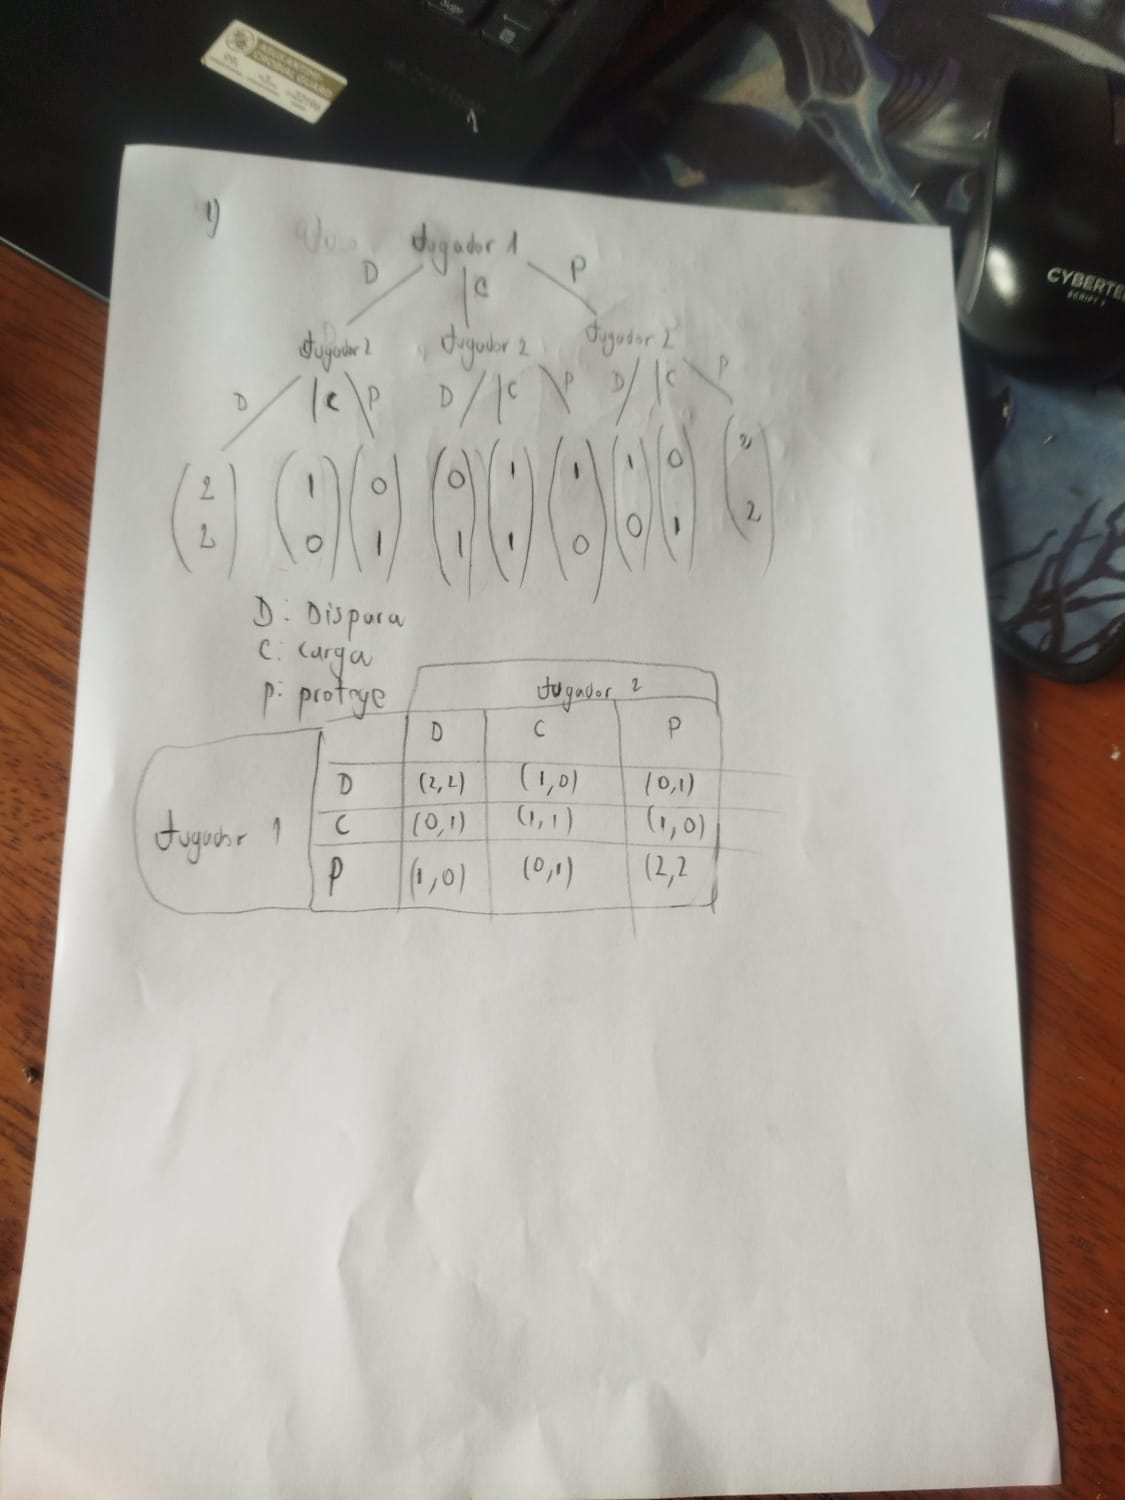 1)
Jugador 1
D C P
Jugador 2 Jugador 2 Jugador 2
D C P D C P D C P
2 1 0 0 1 1 1 0 2
2 0 1 1 1 0 0 1 2
D: Dispara
C: Carga
P: protege
Jugador 2
D C P
D (2,2) (1,0) (0,1)
Jugador 1 C (0,1) (1,1) (1,0)
P (1,0) (0,1) (2,2
CYBERTE